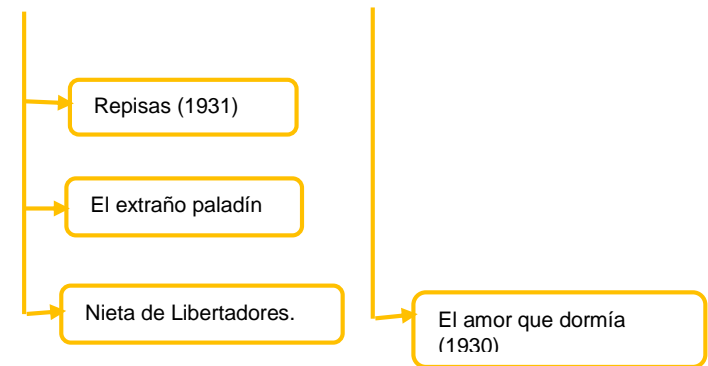 Repisas (1931)
El extraño paladín
Nieta de Libertadores.
El amor que dormía
(1930)